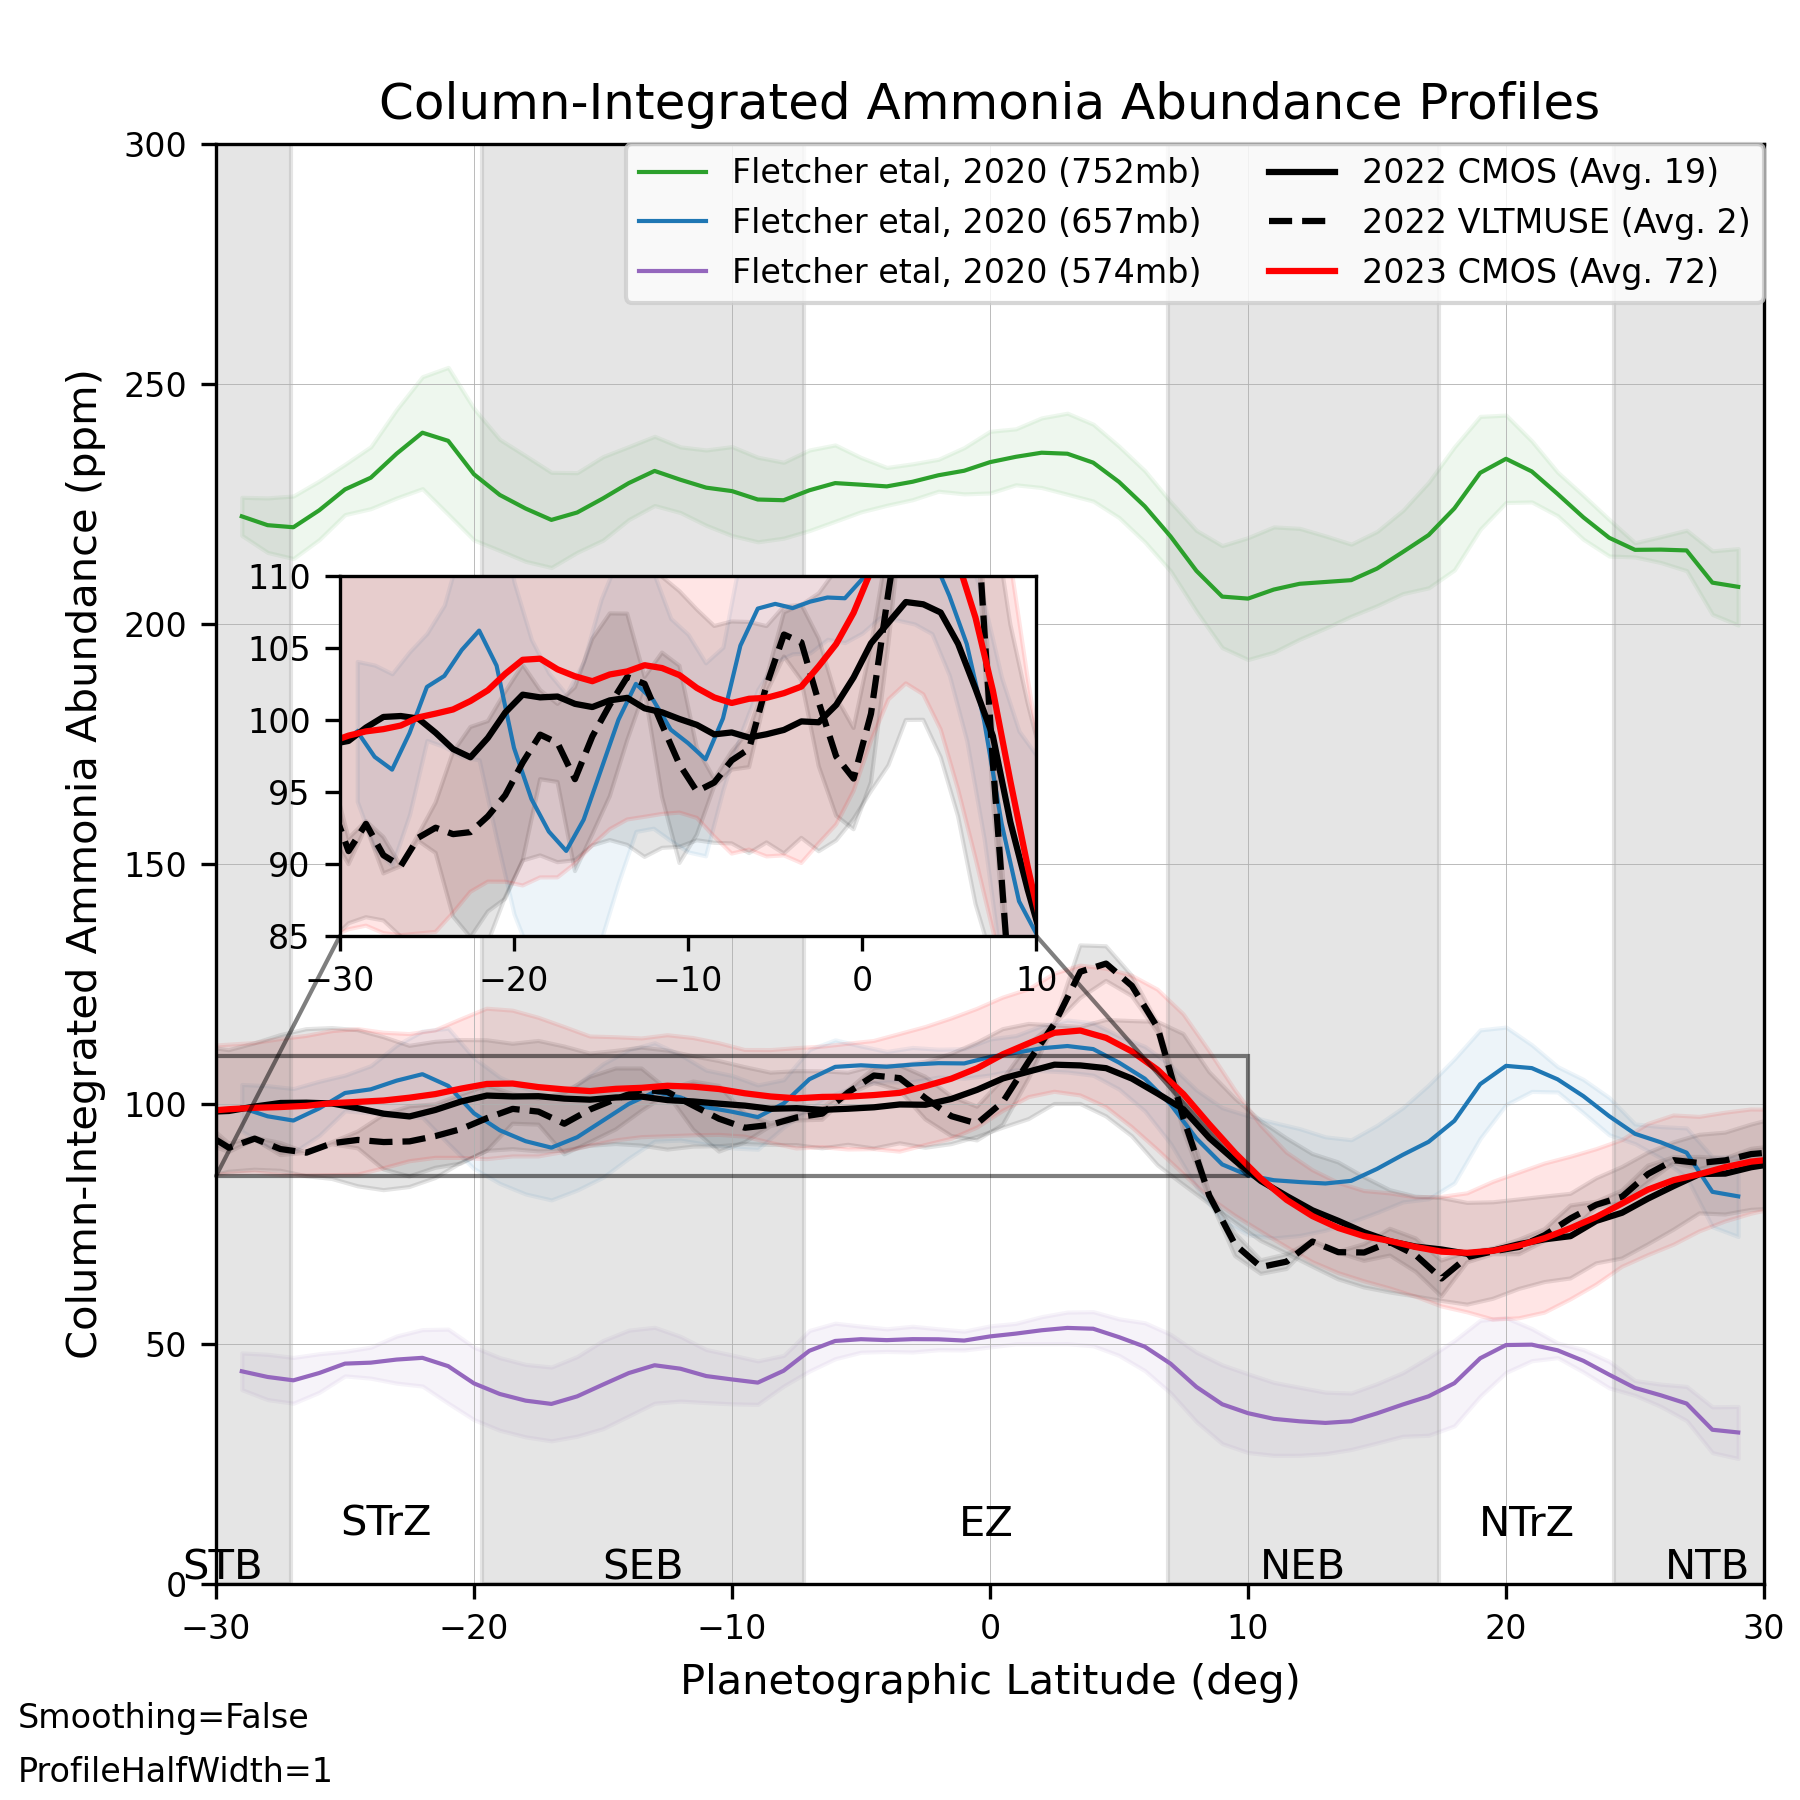 Column-Integrated Ammonia Abundance Profiles
Fletcher etal, 2020 (752mb)
Fletcher etal, 2020 (657mb)
Fletcher etal, 2020 (574mb)
2022 CMOS (Avg. 19)
2022 VLTMUSE (Avg. 2)
2023 CMOS (Avg. 72)
Column-Integrated Ammonia Abundance (ppm)
300
250
200
150
100
50
0
110
105
100
95
90
85
−30 −20 −10 0 10
STrZ EZ NTrZ
STB SEB NEB NTB
−30 −20 −10 0 10 20 30
Planetographic Latitude (deg)
Smoothing=False
ProfileHalfWidth=1